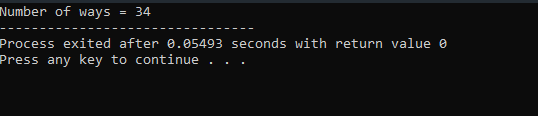 Number of ways = 34
--------------------------------
Process exited after 0.05493 seconds with return value 0
Press any key to continue . . .